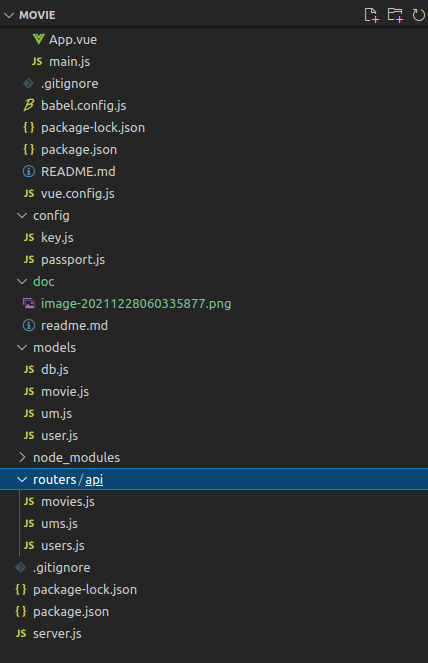 MOVIE
App.vue
JS main.js
.gitignore
babel.config.js
{} package-lock.json
{} package.json
README.md
vue.config.js
config
JS key.js
JS passport.js
doc
image-20211228060335877.png
readme.md
models
JS db.js
JS movie.js
JS um.js
JS user.js
node_modules
routers/api
JS movies.js
JS ums.js
JS users.js
.gitignore
{} package-lock.json
{} package.json
JS server.js